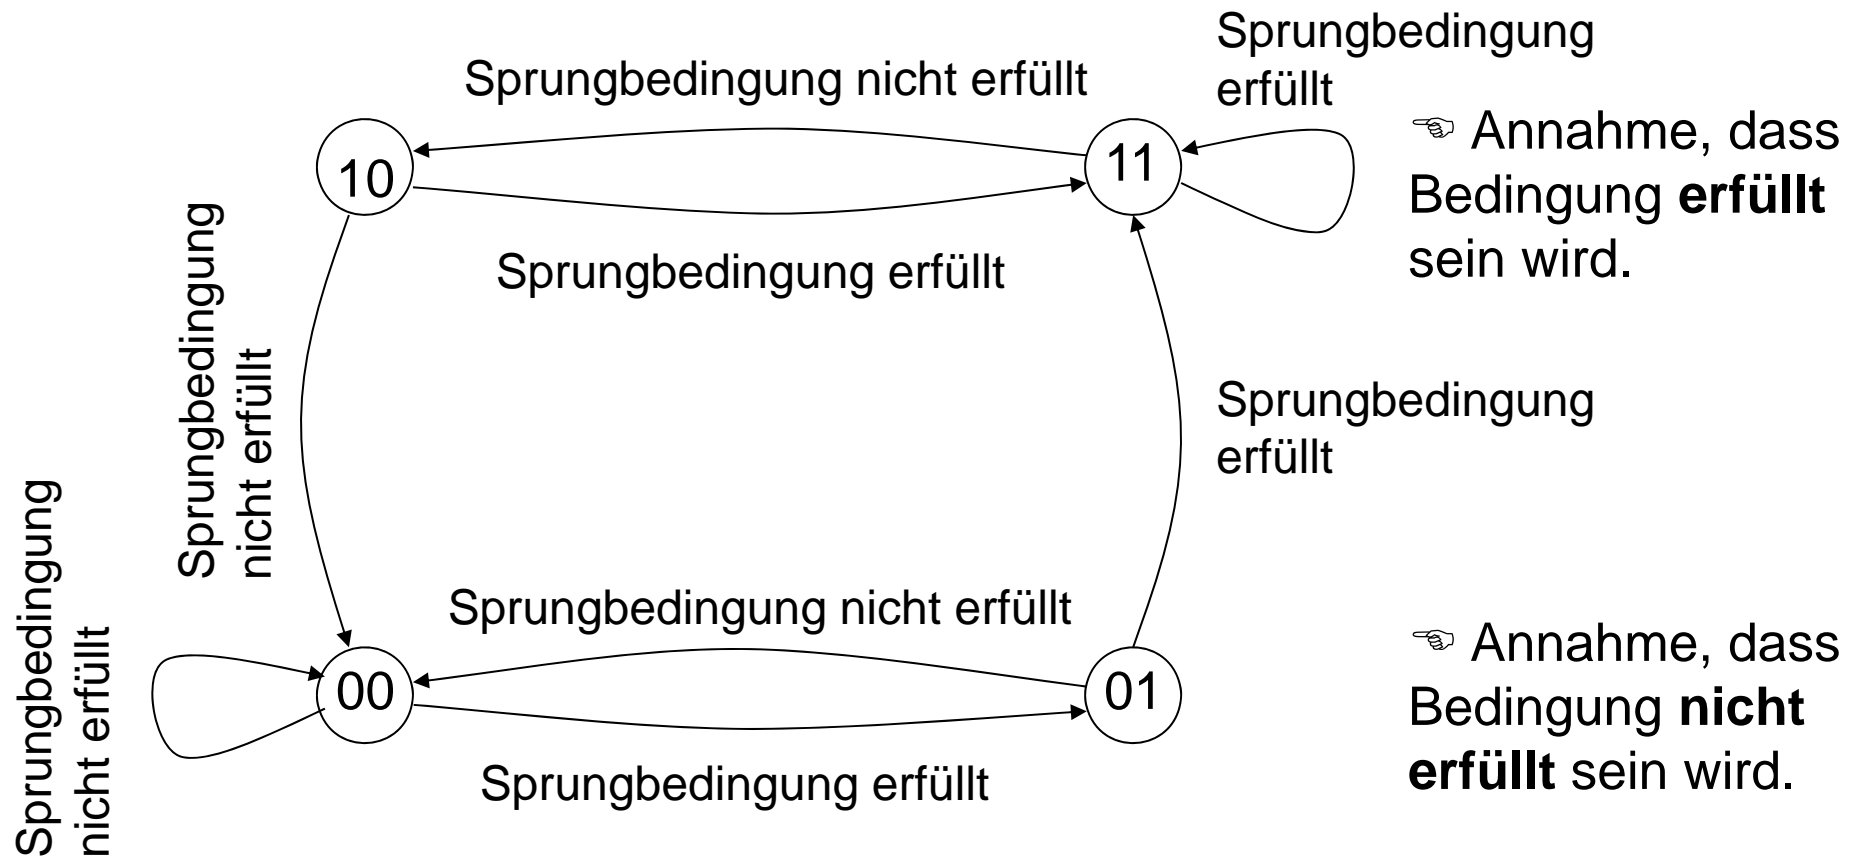 Sprungbedingung
erfüllt
Sprungbedingung nicht erfüllt
☜ Annahme, dass
Bedingung erfüllt
sein wird.
10
11
Sprungbedingung erfüllt
Sprungbedingung
nicht erfüllt
Sprungbedingung
erfüllt
Sprungbedingung
nicht erfüllt
Sprungbedingung nicht erfüllt
☜ Annahme, dass
Bedingung nicht
erfüllt sein wird.
00
01
Sprungbedingung erfüllt